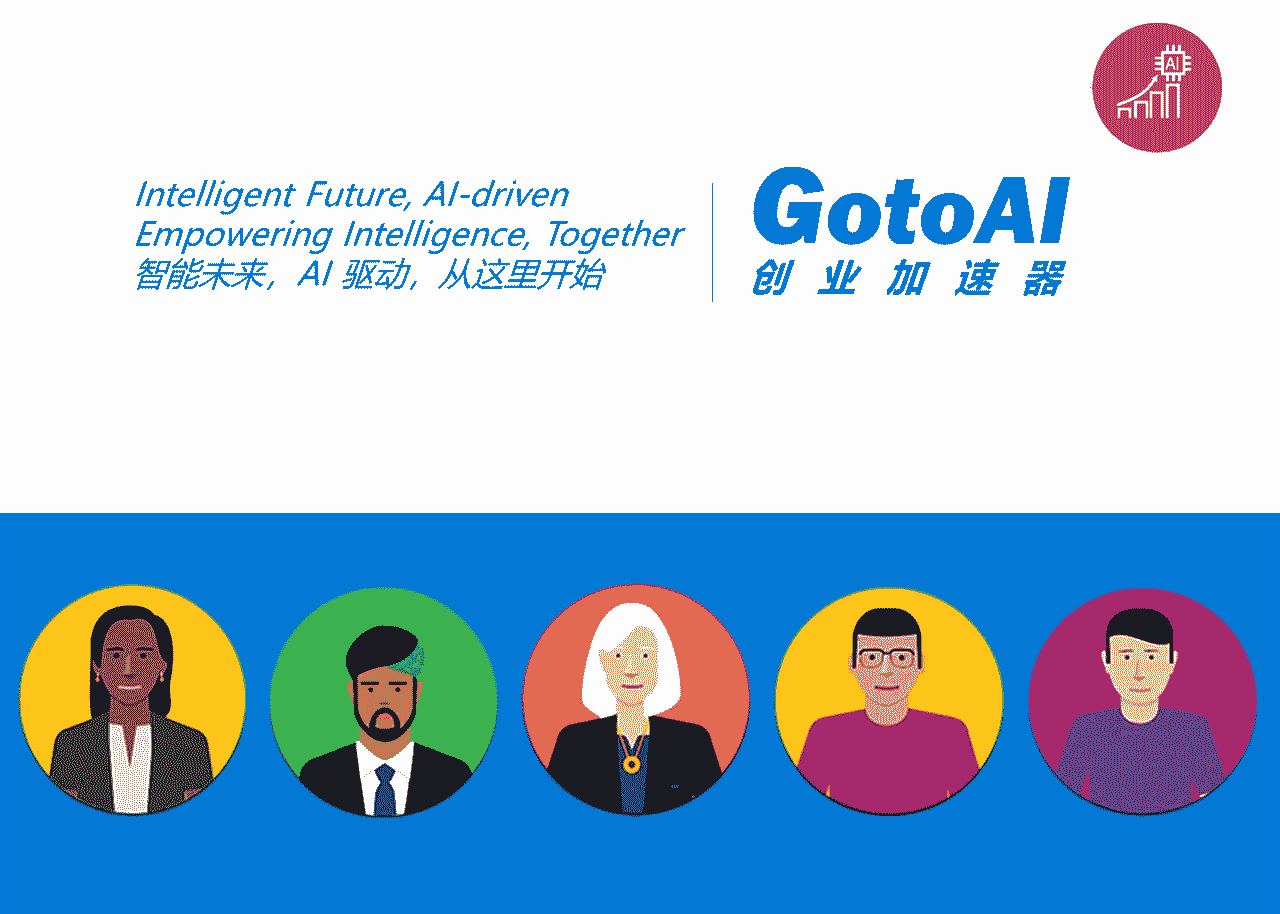 AI
Intelligent Future, AI-driven
Empowering Intelligence, Together
智能未来，AI 驱动，从这里开始
GotoAI
创业加速器